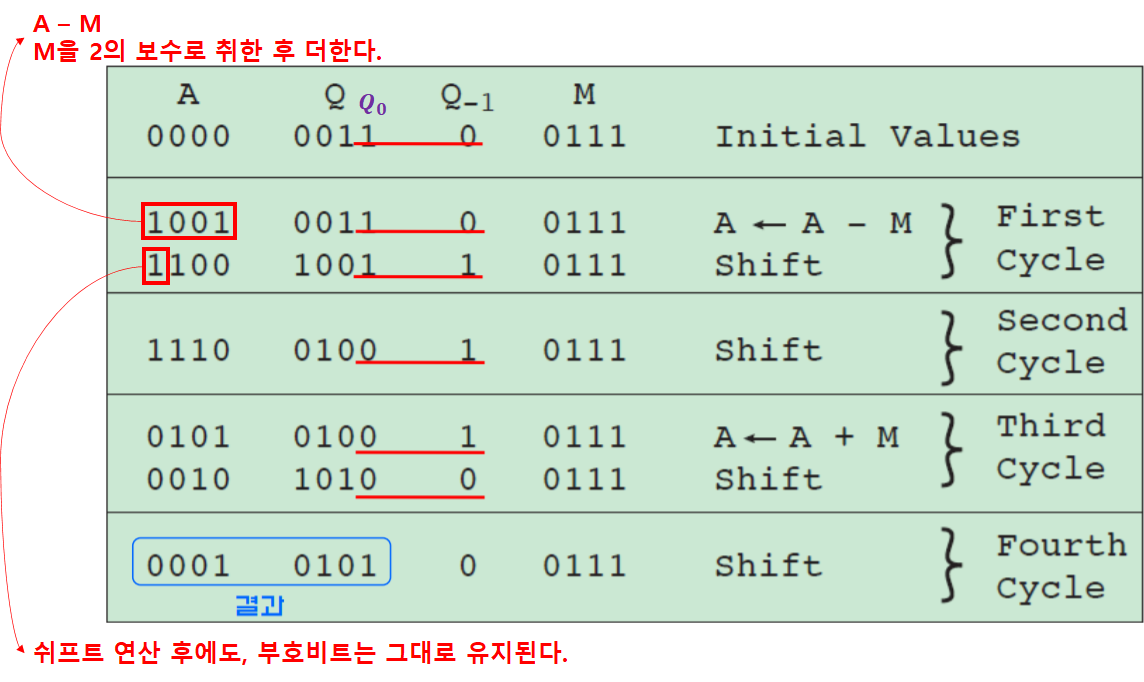 A – M
M을 2의 보수로 취한 후 더한다.
A Q Q₀ Q₋₁ M
0000 0011 0 0111 Initial Values
1001 0011 0 0111 A ← A - M First
1100 1001 1 0111 Shift Cycle
Second
1110 0100 1 0111 Shift
Cycle
0101 0100 1 0111 A ← A + M Third
0010 1010 0 0111 Shift Cycle
Fourth
0001 0101 0 0111 Shift
Cycle
결과
쉬프트 연산 후에도, 부호비트는 그대로 유지된다.